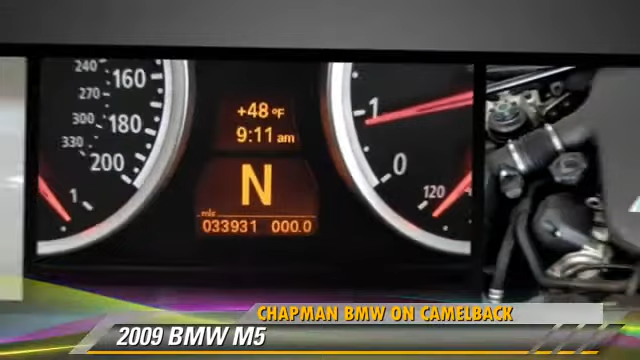 240 160
270
300 180
330
200
1
+48 °F
9:11 am
N
mls
033931 000.0
1
0
120
CHAPMAN BMW ON CAMELBACK
2009 BMW M5